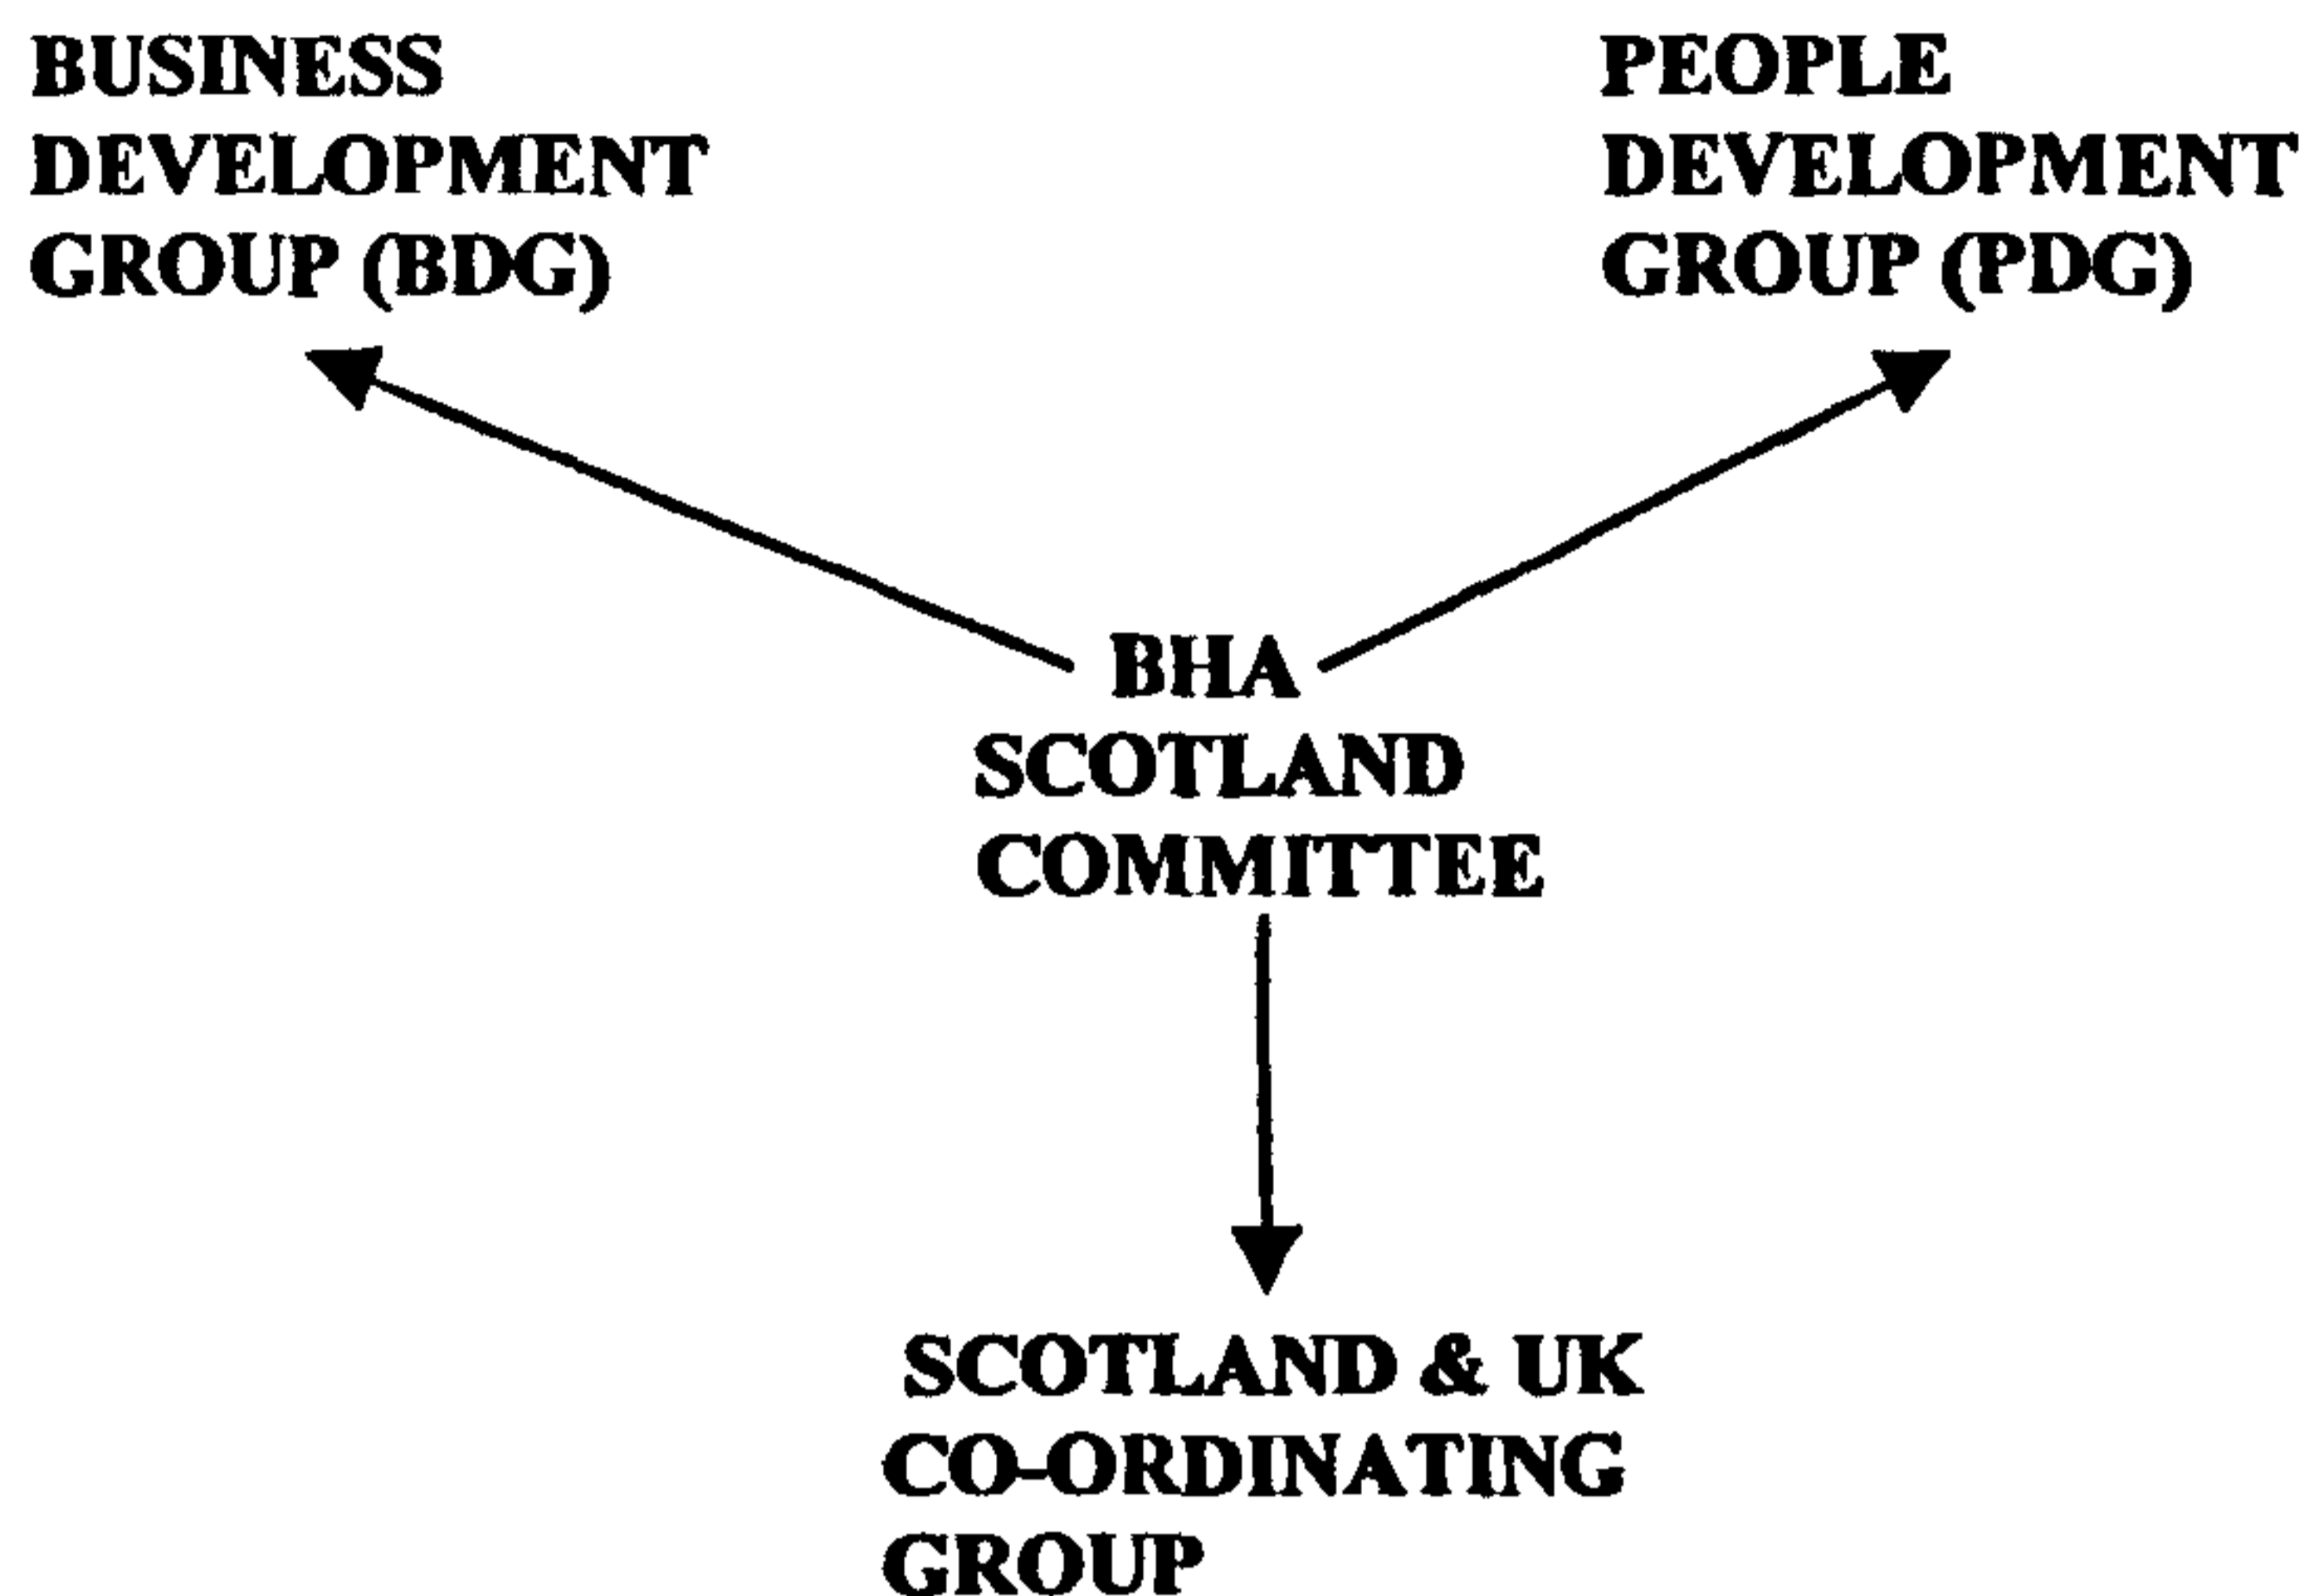 BUSINESS
DEVELOPMENT
GROUP (BDG)
PEOPLE
DEVELOPMENT
GROUP (PDG)
BHA
SCOTLAND
COMMITTEE
SCOTLAND & UK
CO-ORDINATING
GROUP